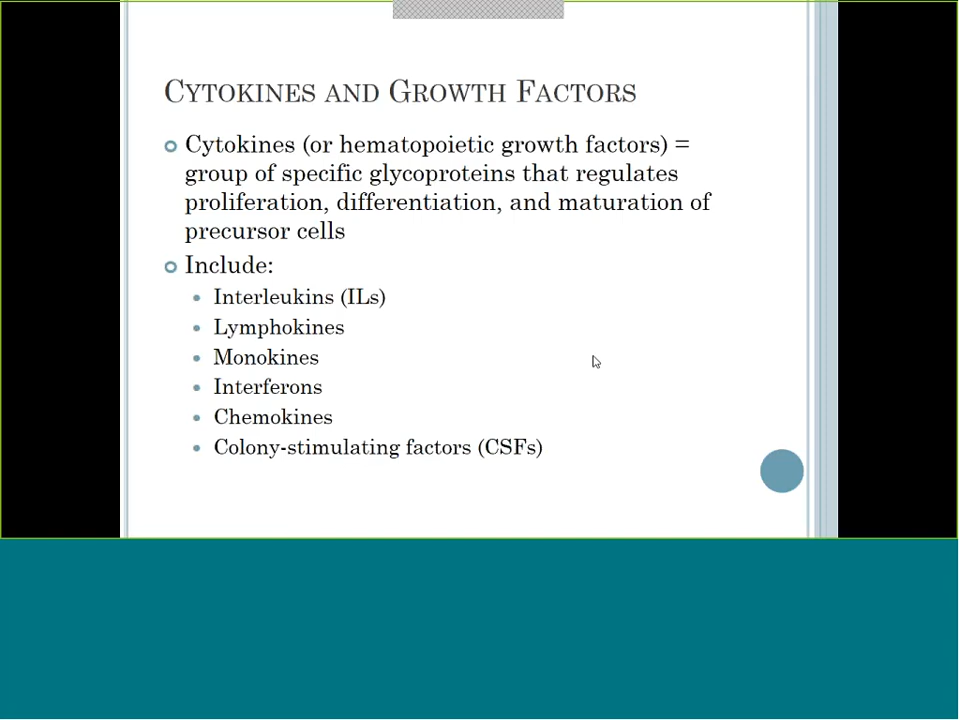 CYTOKINES AND GROWTH FACTORS
Cytokines (or hematopoietic growth factors) =
group of specific glycoproteins that regulates
proliferation, differentiation, and maturation of
precursor cells
Include:
Interleukins (ILs)
Lymphokines
Monokines
Interferons
Chemokines
Colony-stimulating factors (CSFs)